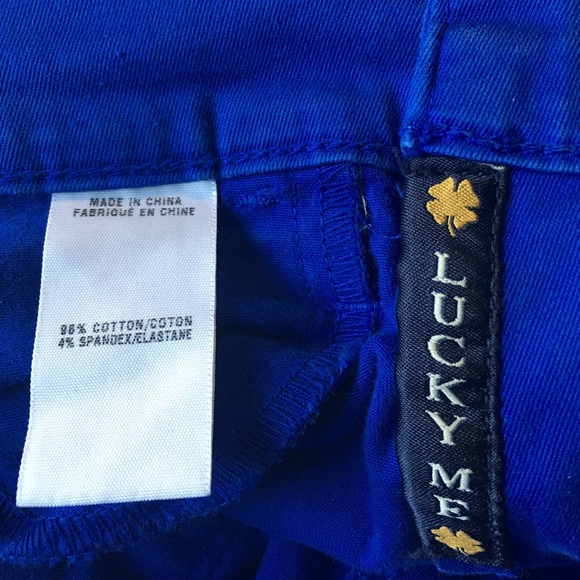 MADE IN CHINA
FABRIQUÉ EN CHINE
96% COTTON/COTON
4% SPANDEX/ELASTANE
LUCKY ME